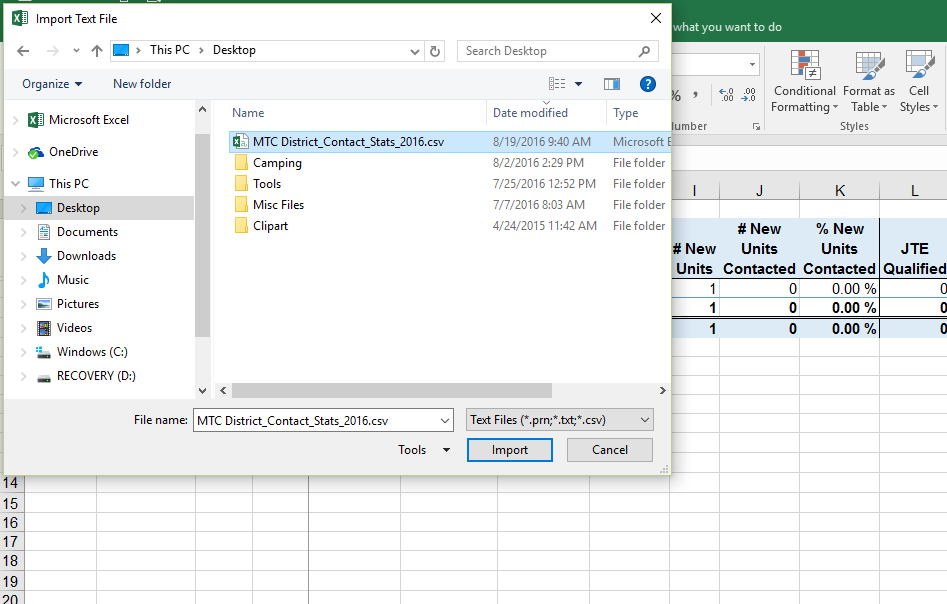 Import Text File
what you want to do
This PC > Desktop
Search Desktop
Organize
New folder
?
Conditional Formatting
Format as Table
Cell Styles
%
,
.00
.00
Styles
Name
Date modified
Type
Microsoft Excel
OneDrive
This PC
Desktop
Documents
Downloads
Music
Pictures
Videos
Windows (C:)
RECOVERY (D:)
MTC District_Contact_Stats_2016.csv 8/19/2016 9:40 AM Microsoft E
Camping 8/2/2016 2:29 PM File folder
Tools 7/25/2016 12:52 PM File folder
Misc Files 7/7/2016 8:03 AM File folder
Clipart 4/24/2015 11:42 AM File folder
I J K L
# New Units
# New Units Contacted
% New Units Contacted
JTE Qualified
1 0 0.00 % 0
1 0 0.00 % 0
1 0 0.00 % 0
File name: MTC District_Contact_Stats_2016.csv
Text Files (*.prn;*.txt;*.csv)
Tools
Import
Cancel
14
15
16
17
18
19
20